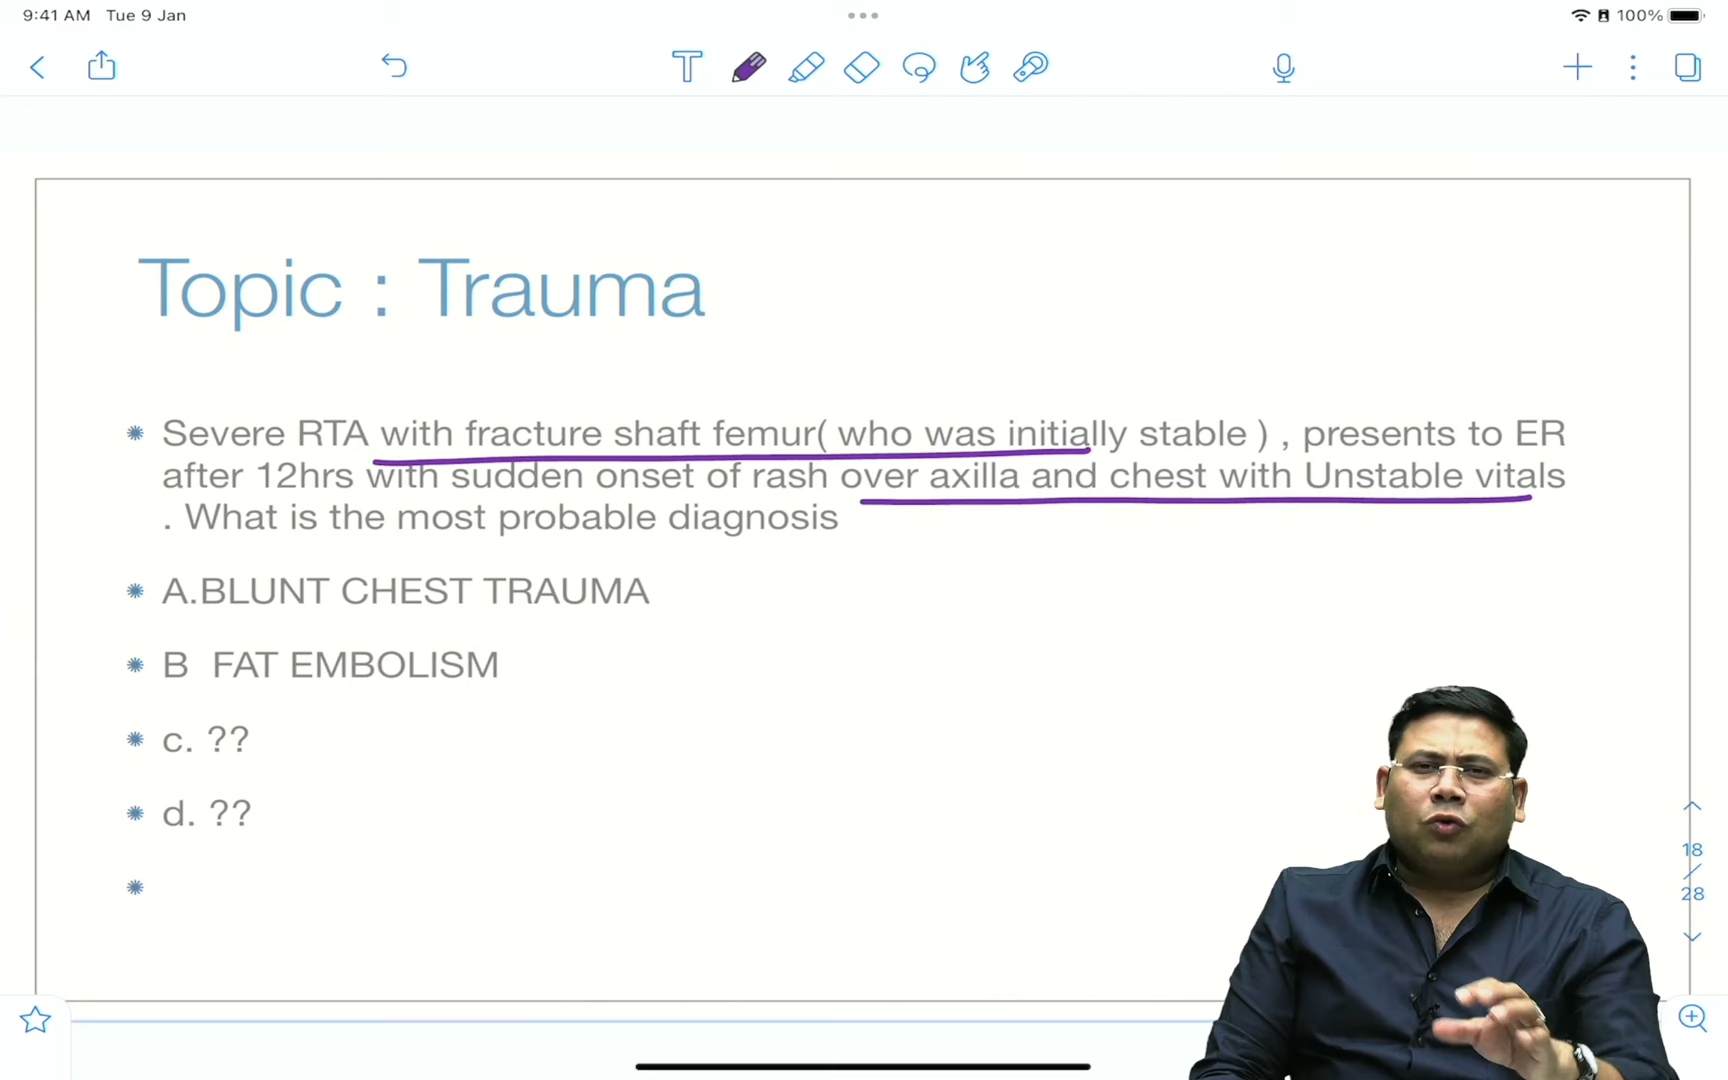 9:41 AM Tue 9 Jan
100%
Topic : Trauma
Severe RTA with fracture shaft femur( who was initially stable ) , presents to ER
after 12hrs with sudden onset of rash over axilla and chest with Unstable vitals
. What is the most probable diagnosis
A.BLUNT CHEST TRAUMA
B FAT EMBOLISM
c. ??
d. ??
18
/
28